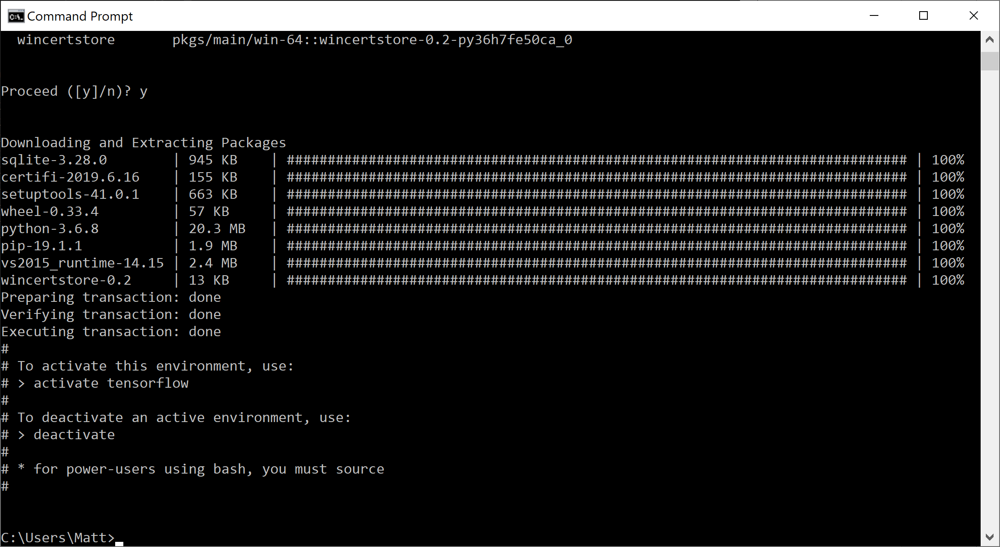 Command Prompt
  wincertstore       pkgs/main/win-64::wincertstore-0.2-py36h7fe50ca_0
Proceed ([y]/n)? y
Downloading and Extracting Packages
sqlite-3.28.0        | 945 KB    | ############################################################################ | 100%
certifi-2019.6.16    | 155 KB    | ############################################################################ | 100%
setuptools-41.0.1    | 663 KB    | ############################################################################ | 100%
wheel-0.33.4         | 57 KB     | ############################################################################ | 100%
python-3.6.8         | 20.3 MB   | ############################################################################ | 100%
pip-19.1.1           | 1.9 MB    | ############################################################################ | 100%
vs2015_runtime-14.15 | 2.4 MB    | ############################################################################ | 100%
wincertstore-0.2     | 13 KB     | ############################################################################ | 100%
Preparing transaction: done
Verifying transaction: done
Executing transaction: done
#
# To activate this environment, use:
# > activate tensorflow
#
# To deactivate an active environment, use:
# > deactivate
#
# * for power-users using bash, you must source
#
C:\Users\Matt>